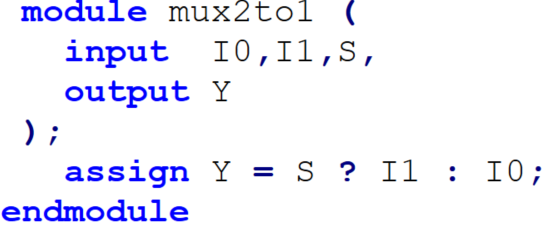 module mux2to1 (
input I0,I1,S,
output Y
);
assign Y = S ? I1 : I0;
endmodule